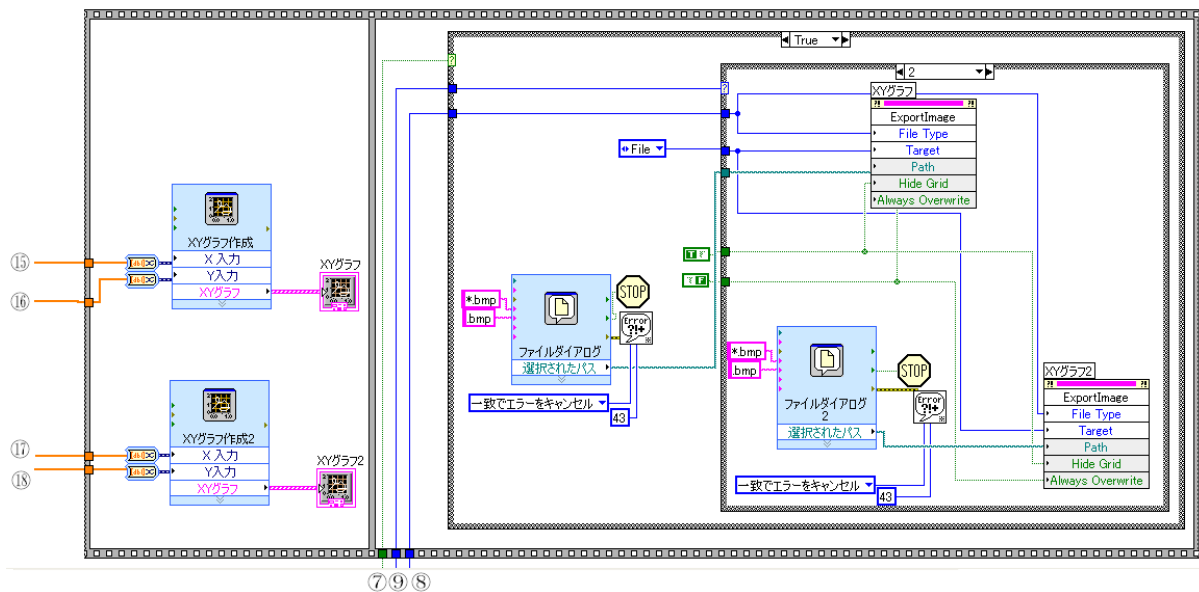 True
2
XYグラフ
ExportImage
File Type
Target
Path
Hide Grid
Always Overwrite
File
XYグラフ作成
X 入力
Y入力
XYグラフ
XYグラフ
⑮
⑯
T F
T F
*.bmp
.bmp
STOP
Error
?!+
ファイルダイアログ
選択されたパス
一致でエラーをキャンセル
43
*.bmp
.bmp
STOP
Error
?!+
ファイルダイアログ
2
選択されたパス
一致でエラーをキャンセル
43
XYグラフ2
ExportImage
File Type
Target
Path
Hide Grid
Always Overwrite
XYグラフ作成2
X 入力
Y入力
XYグラフ
XYグラフ2
⑰
⑱
⑦⑨⑧